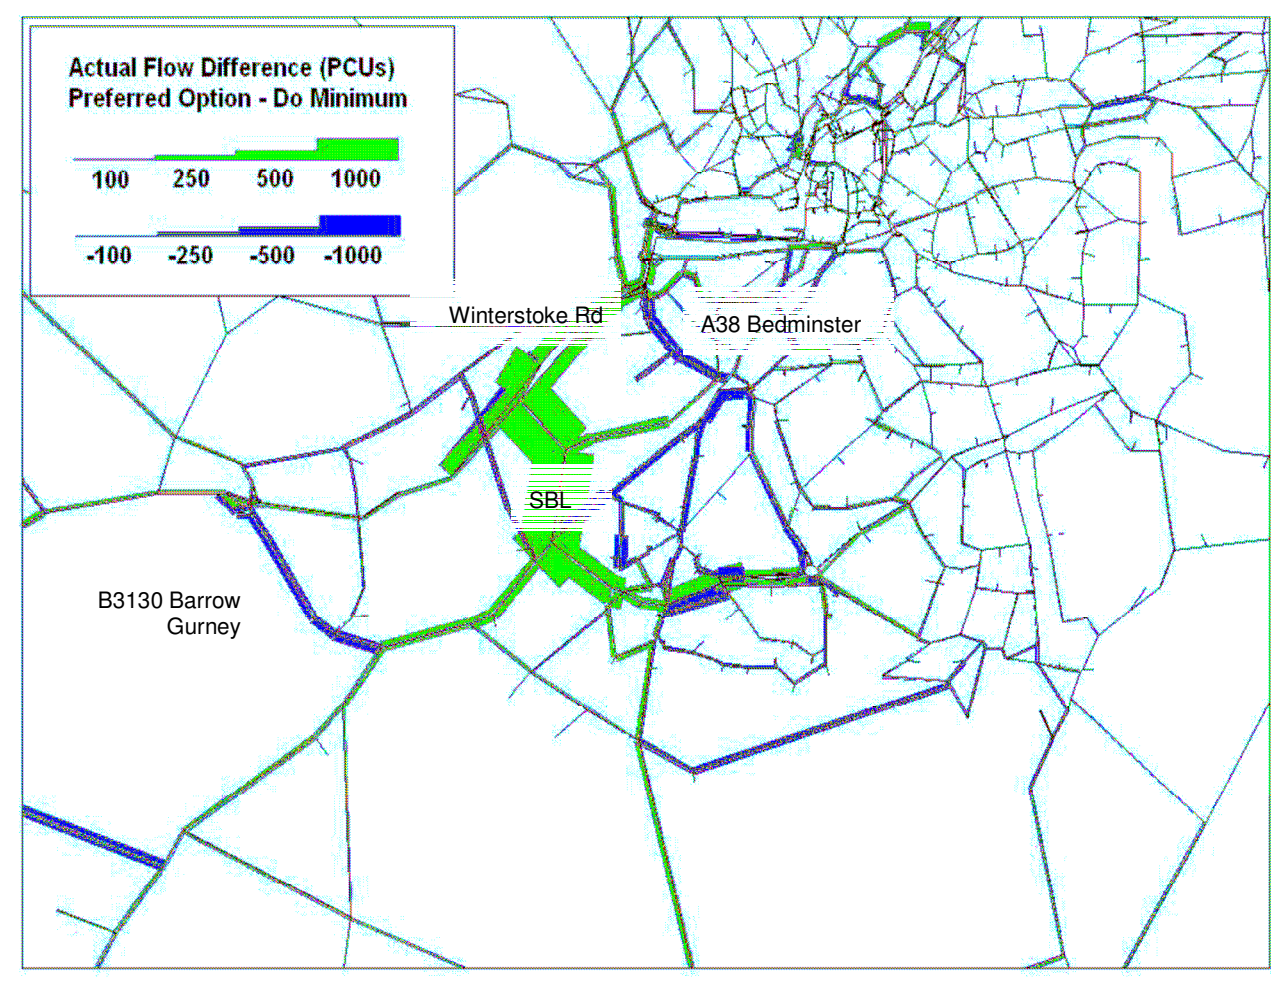 Actual Flow Difference (PCUs)
Preferred Option - Do Minimum
100 250 500 1000
-100 -250 -500 -1000
Winterstoke Rd
A38 Bedminster
SBL
B3130 Barrow
Gurney